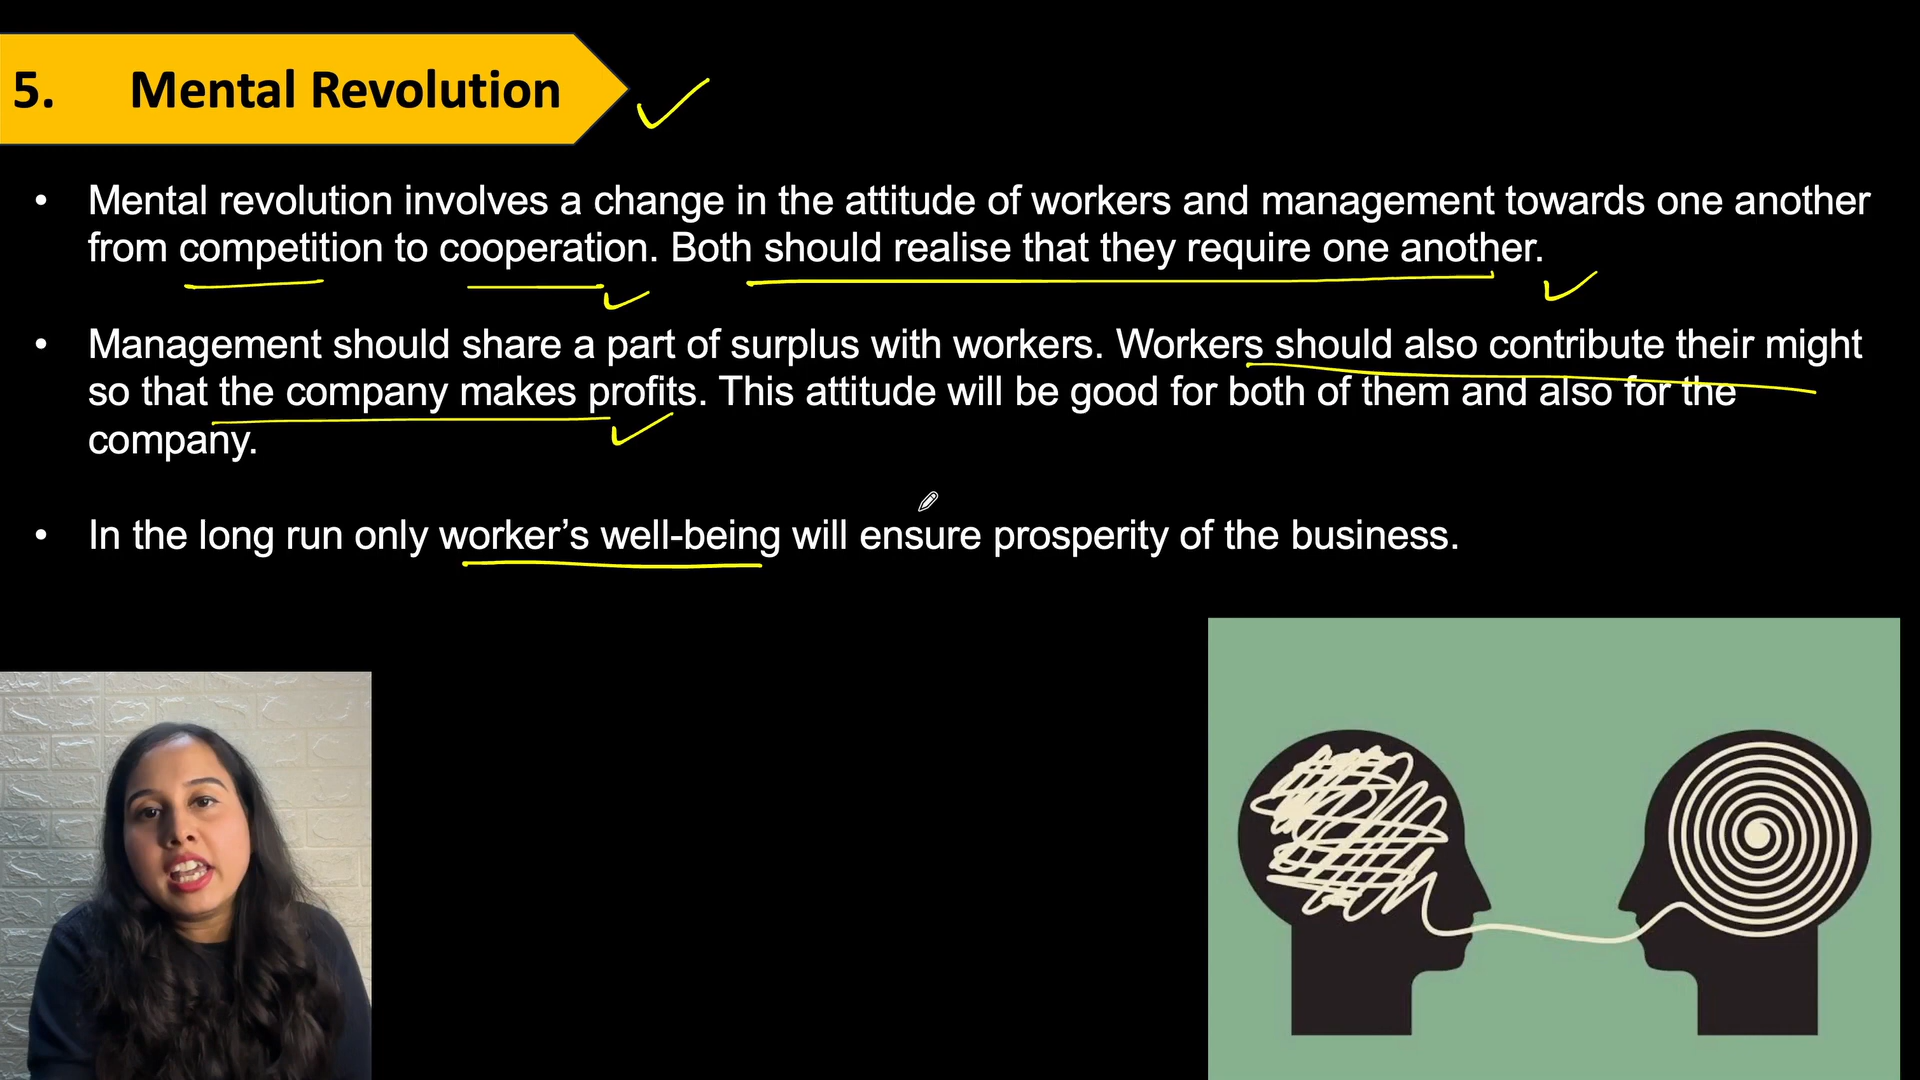 5. Mental Revolution
• Mental revolution involves a change in the attitude of workers and management towards one another
from competition to cooperation. Both should realise that they require one another.
• Management should share a part of surplus with workers. Workers should also contribute their might
so that the company makes profits. This attitude will be good for both of them and also for the
company.
• In the long run only worker’s well-being will ensure prosperity of the business.